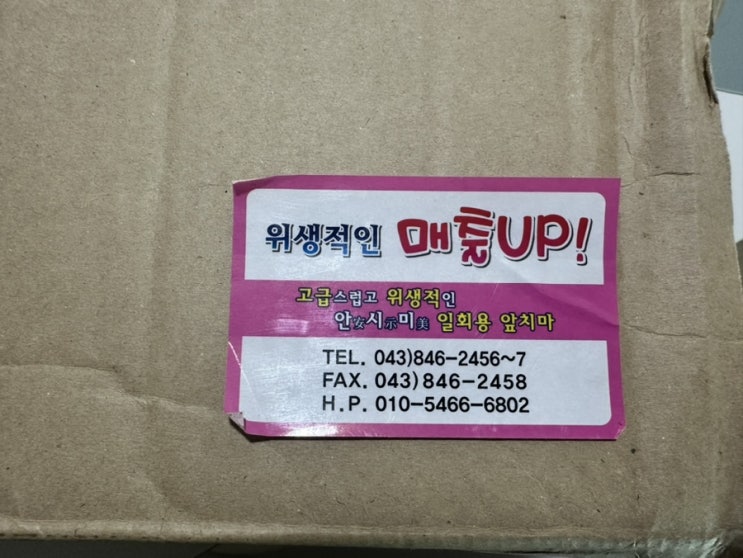 위생적인 매출UP!
고급스럽고 위생적인
안女시示미美 일회용 앞치마
TEL. 043)846-2456~7
FAX. 043)846-2458
H.P. 010-5466-6802